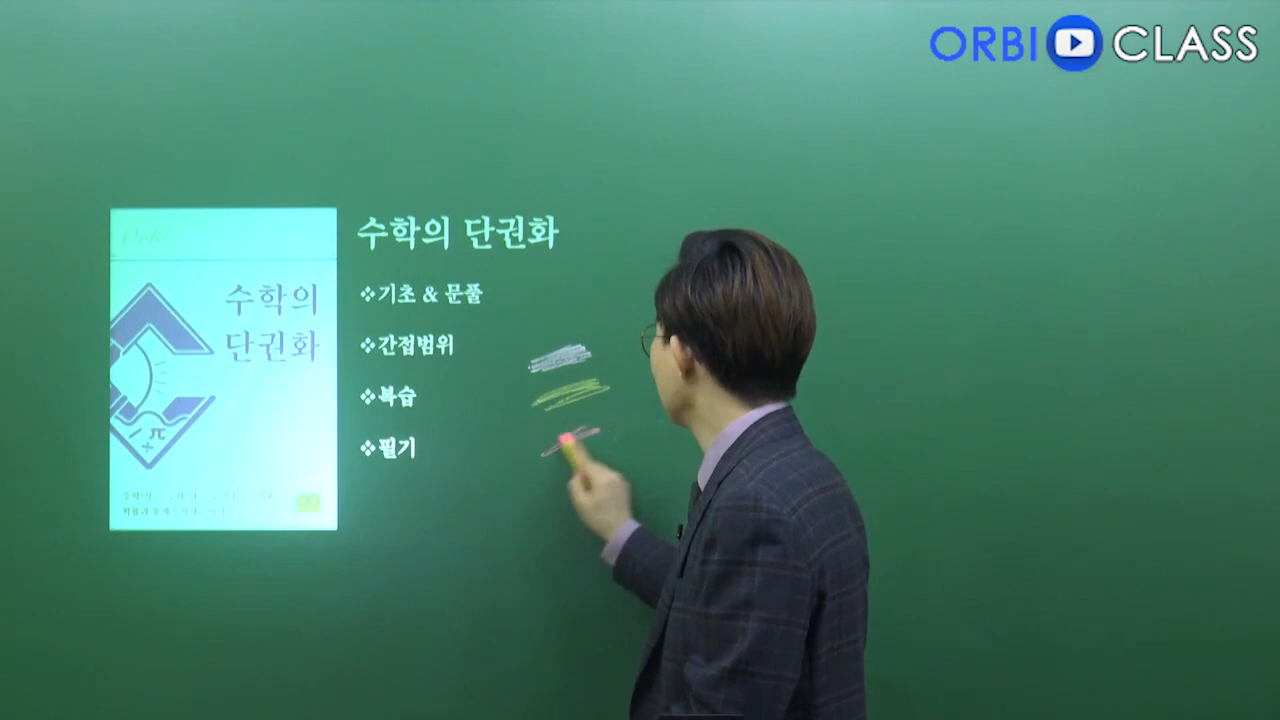 ORBI CLASS
수학의 단권화
❖기초 & 문풀
❖간접범위
❖복습
❖필기
수학의
단권화